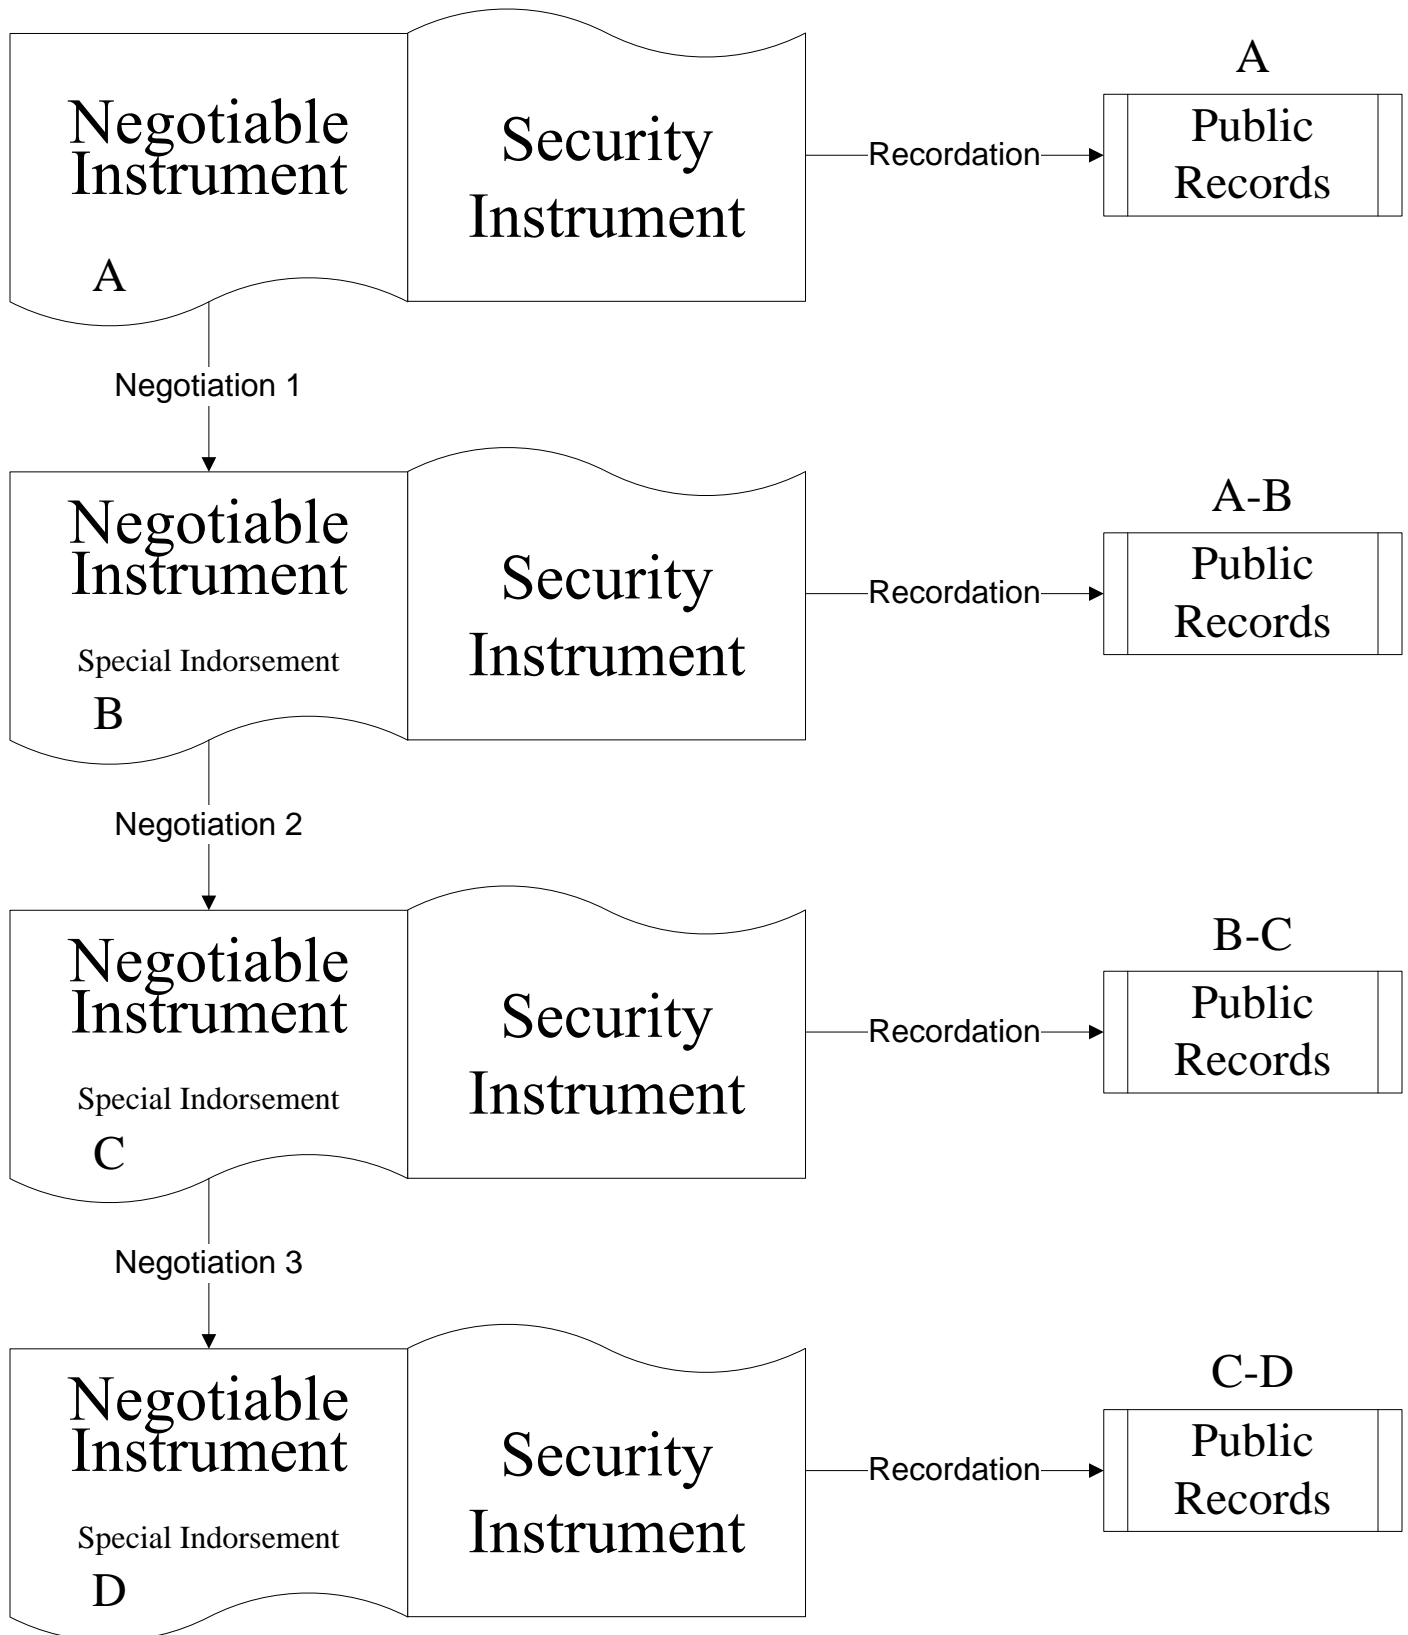 Negotiable
Instrument
A
Security
Instrument
Recordation
A
Public
Records
Negotiation 1
Negotiable
Instrument
Special Indorsement
B
Security
Instrument
Recordation
A-B
Public
Records
Negotiation 2
Negotiable
Instrument
Special Indorsement
C
Security
Instrument
Recordation
B-C
Public
Records
Negotiation 3
Negotiable
Instrument
Special Indorsement
D
Security
Instrument
Recordation
C-D
Public
Records